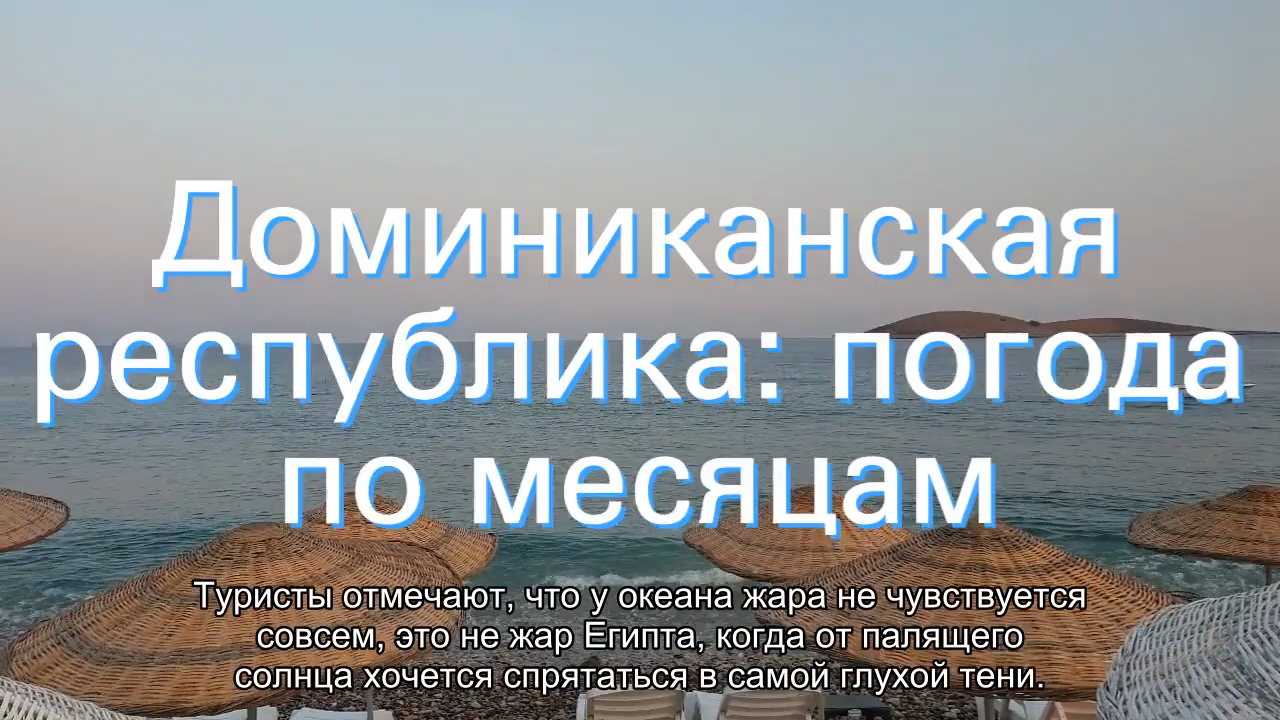 Доминиканская
республика: погода
по месяцам
Туристы отмечают, что у океана жара не чувствуется
совсем, это не жар Египта, когда от палящего
солнца хочется спрятаться в самой глухой тени.